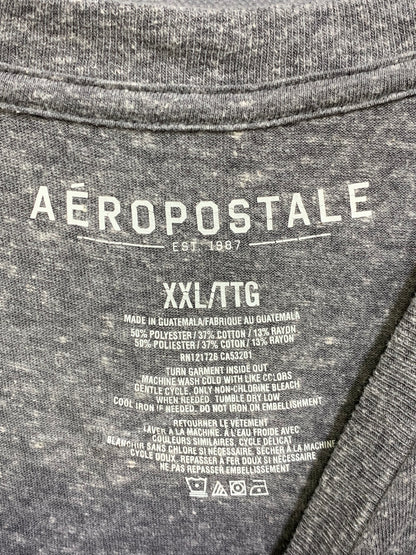 AÉROPOSTALE
EST. 1987
XXL/TTG
MADE IN GUATEMALA/FABRIQUE AU GUATEMALA
50% POLYESTER / 37% COTTON / 13% RAYON
50% POLIESTER / 37% COTON / 13% RAYNE
RN121726 CA53201
TURN GARMENT INSIDE OUT
MACHINE WASH COLD WITH LIKE COLORS
GENTLE CYCLE. ONLY NON-CHLORINE BLEACH
WHEN NEEDED. TUMBLE DRY LOW
COOL IRON IF NEEDED. DO NOT IRON ON EMBELLISHMENT
RETOURNER LE VÊTEMENT
LAVER À LA MACHINE, À L'EAU FROIDE AVEC
COULEURS SIMILAIRES, CYCLE DÉLICAT
BLANCHIR SANS CHLORE SI NÉCESSAIRE, SÉCHER À LA MACHINE
CYCLE DOUX, REPASSER À FER DOUX SI NÉCESSAIRE
NE PAS REPASSER EMBELLISSEMENT